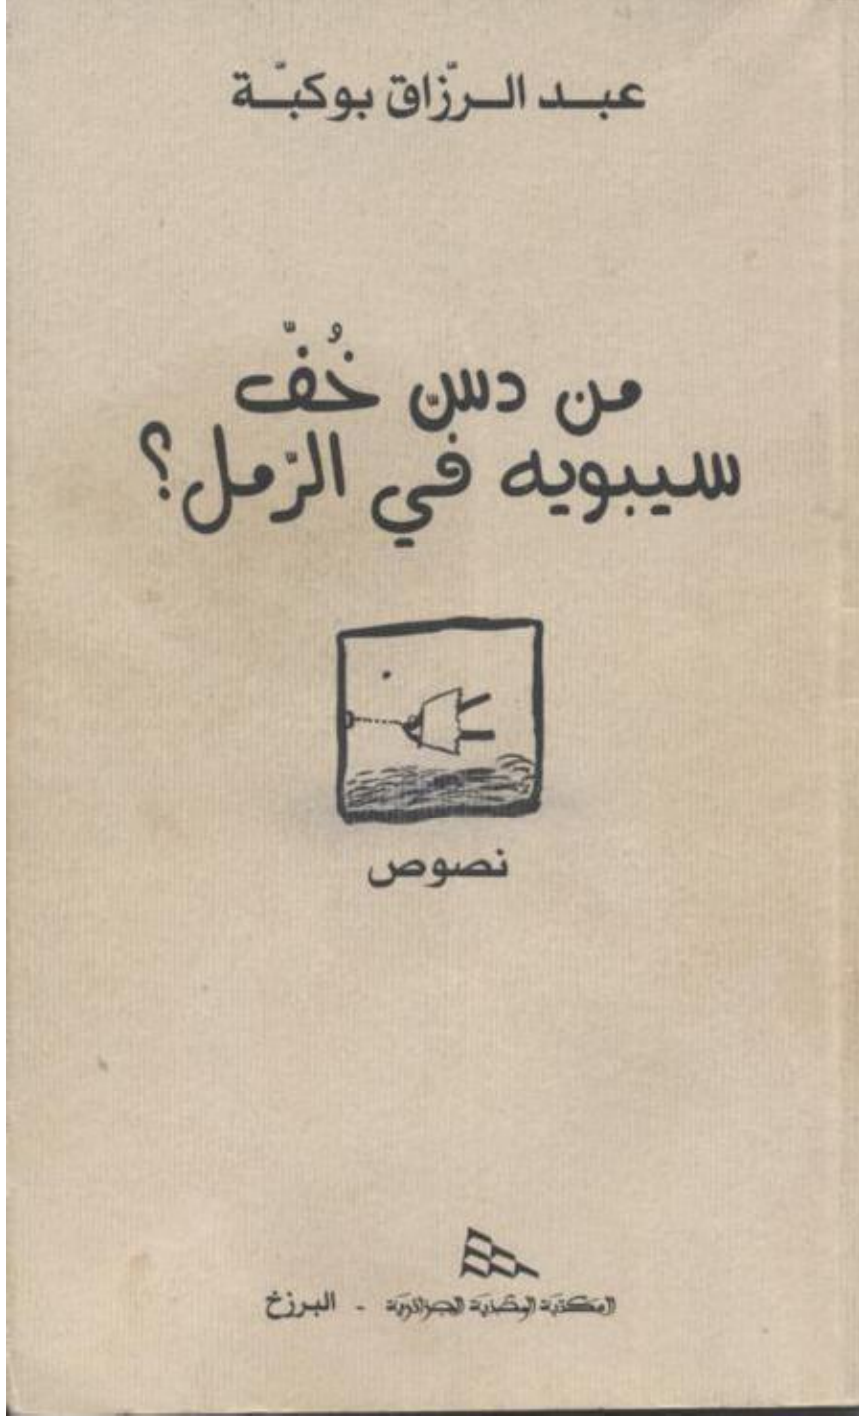 عبد الرزّاق بوكبّة
من دسّ خُفّ
سيبويه في الرّمل؟
نصوص
المكتبة الوطنية الجزائرية - البرزخ